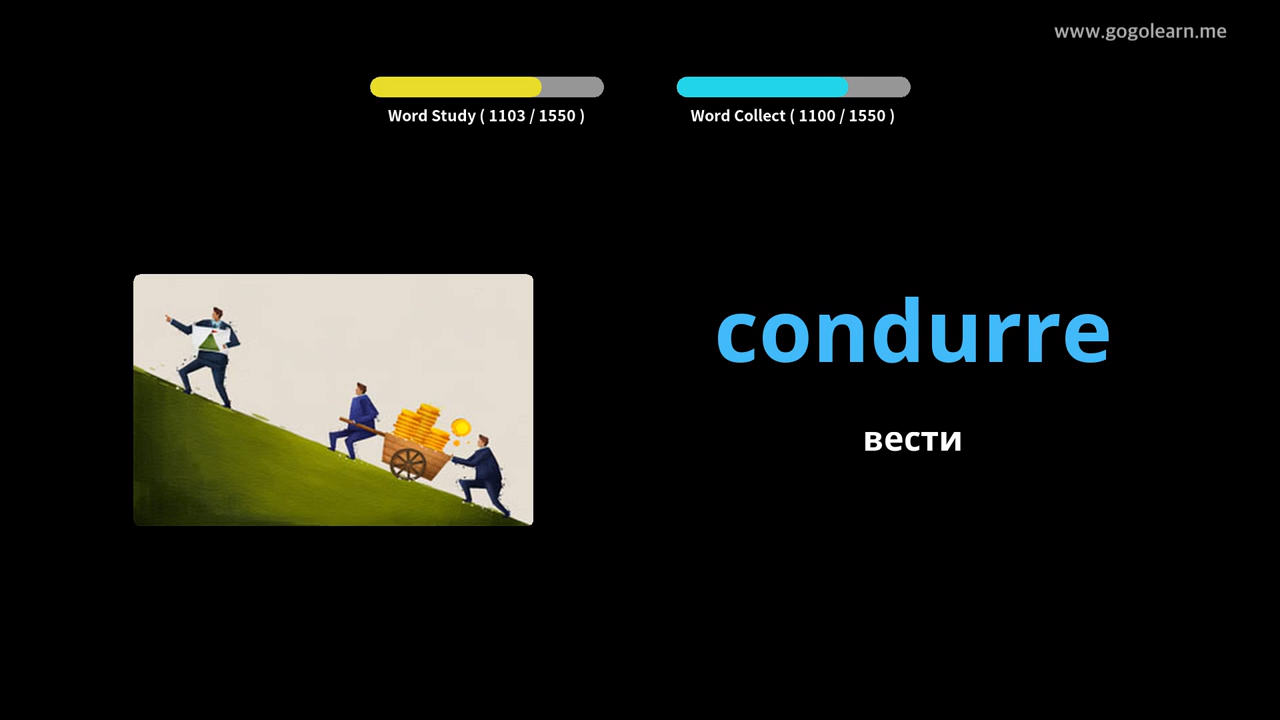 www.gogolearn.me
Word Study ( 1103 / 1550 )
Word Collect ( 1100 / 1550 )
condurre
вести